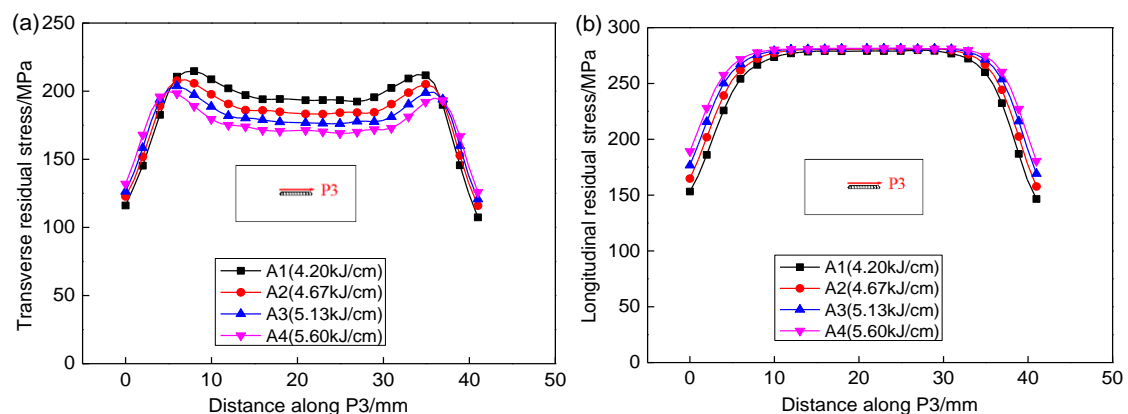 (a)
Transverse residual stress/MPa
250
200
150
100
50
0
P3
A1(4.20kJ/cm)
A2(4.67kJ/cm)
A3(5.13kJ/cm)
A4(5.60kJ/cm)
0 10 20 30 40 50
Distance along P3/mm
(b)
Longitudinal residual stress/MPa
300
250
200
150
100
50
0
P3
A1(4.20kJ/cm)
A2(4.67kJ/cm)
A3(5.13kJ/cm)
A4(5.60kJ/cm)
0 10 20 30 40 50
Distance along P3/mm